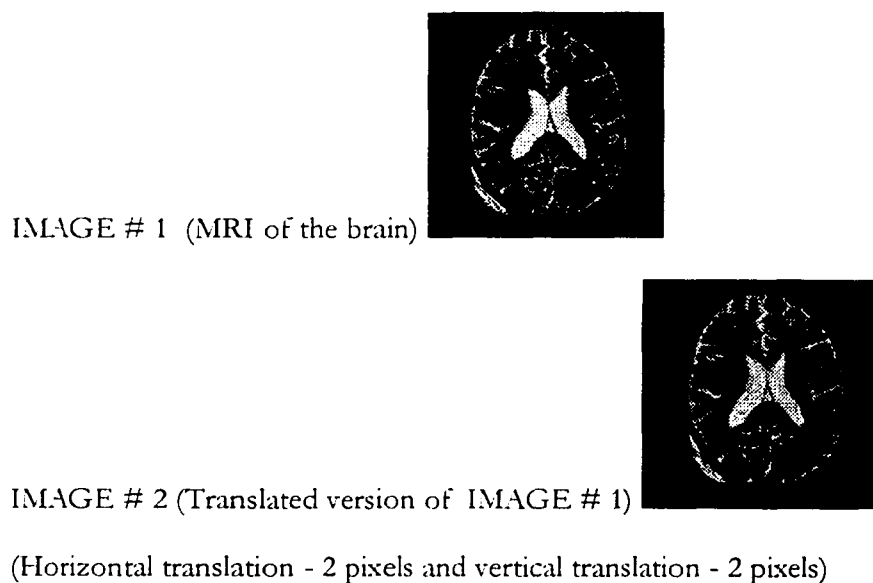 IMAGE # 1 (MRI of the brain)
IMAGE # 2 (Translated version of IMAGE # 1)
(Horizontal translation - 2 pixels and vertical translation - 2 pixels)